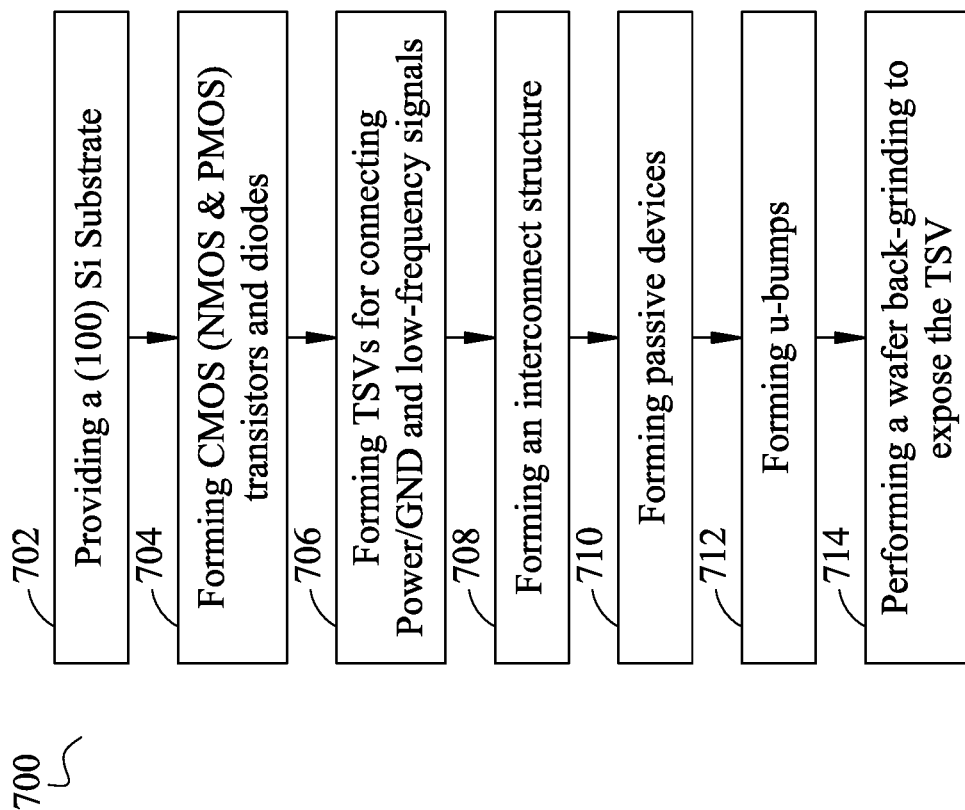 700
702
Providing a (100) Si Substrate
704
Forming CMOS (NMOS & PMOS)
transistors and diodes
706
Forming TSVs for connecting
Power/GND and low-frequency signals
708
Forming an interconnect structure
710
Forming passive devices
712
Forming u-bumps
714
Performing a wafer back-grinding to
expose the TSV